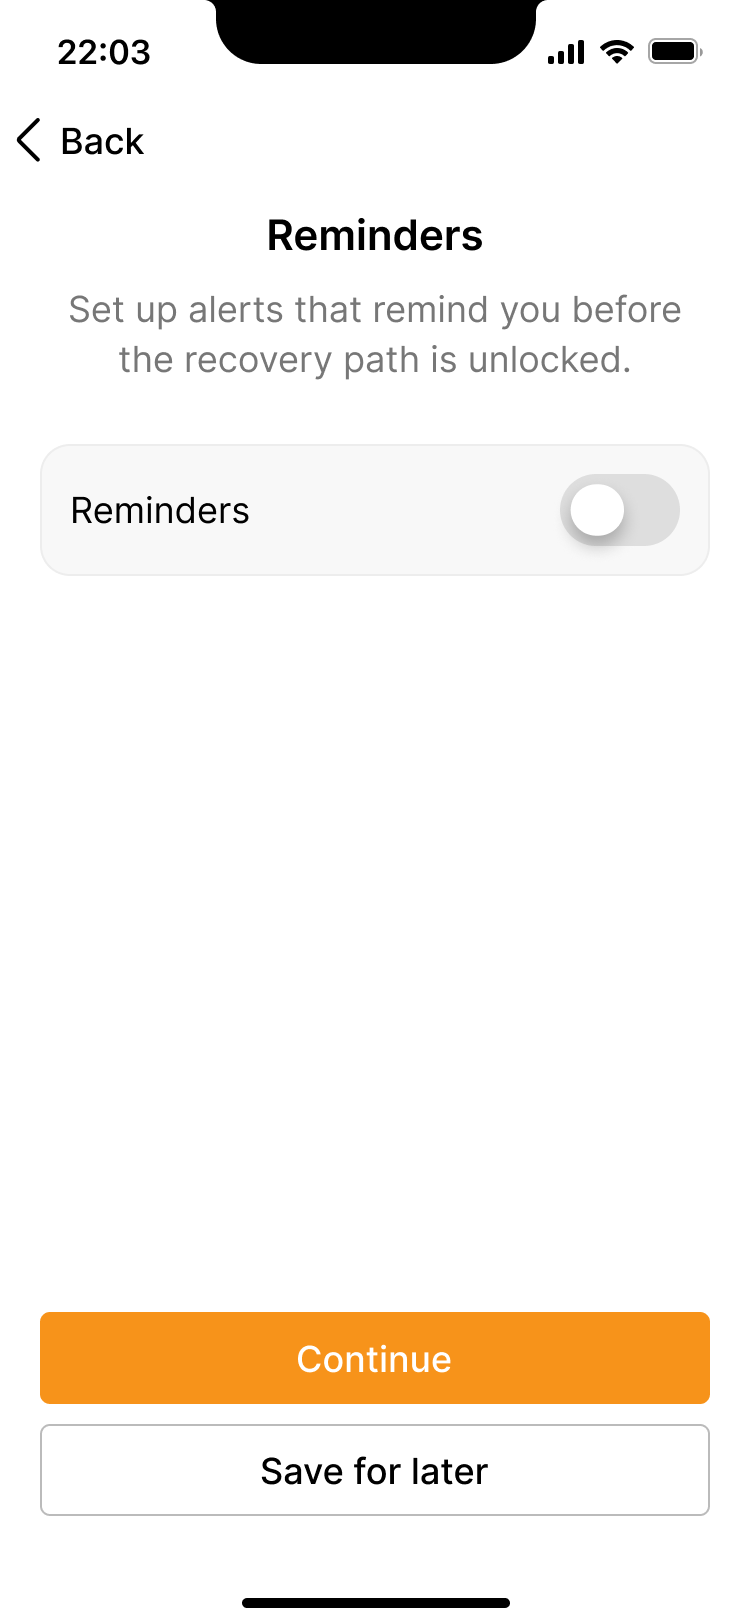 22:03
Back
Reminders
Set up alerts that remind you before
the recovery path is unlocked.
Reminders
Continue
Save for later